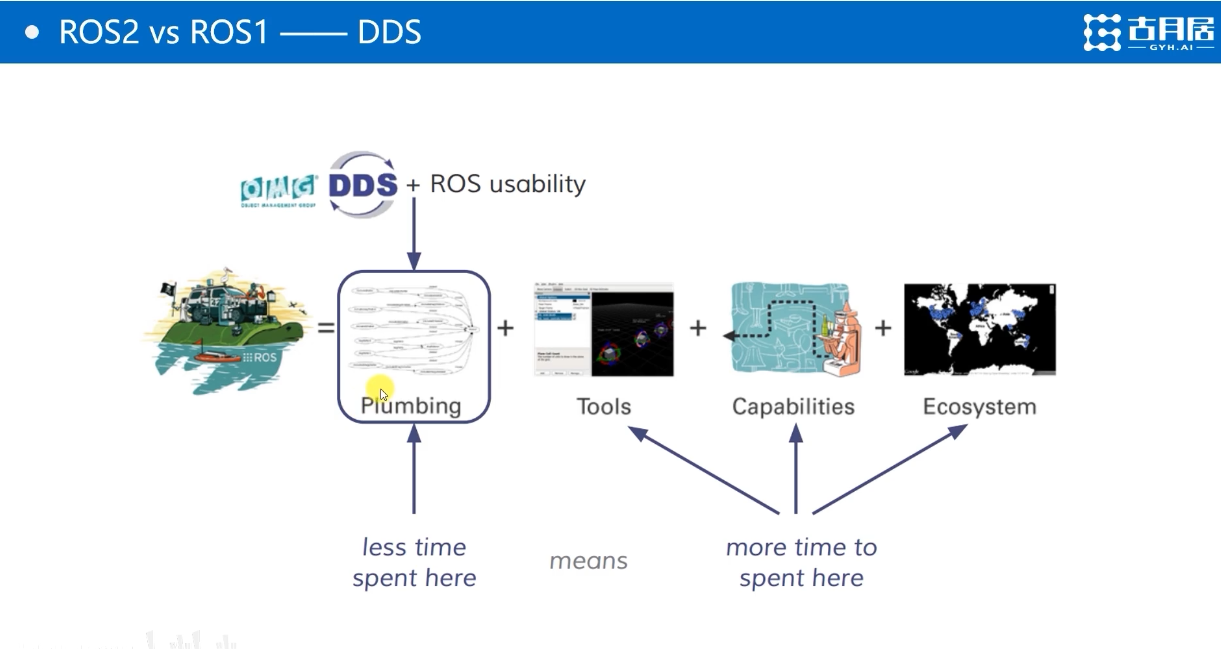 ROS2 vs ROS1 —— DDS
古月居
GYH.AI
OMG
OBJECT MANAGEMENT GROUP
DDS + ROS usability
ROS
=
+
+
+
Plumbing
Tools
Capabilities
Ecosystem
less time
spent here
means
more time to
spent here